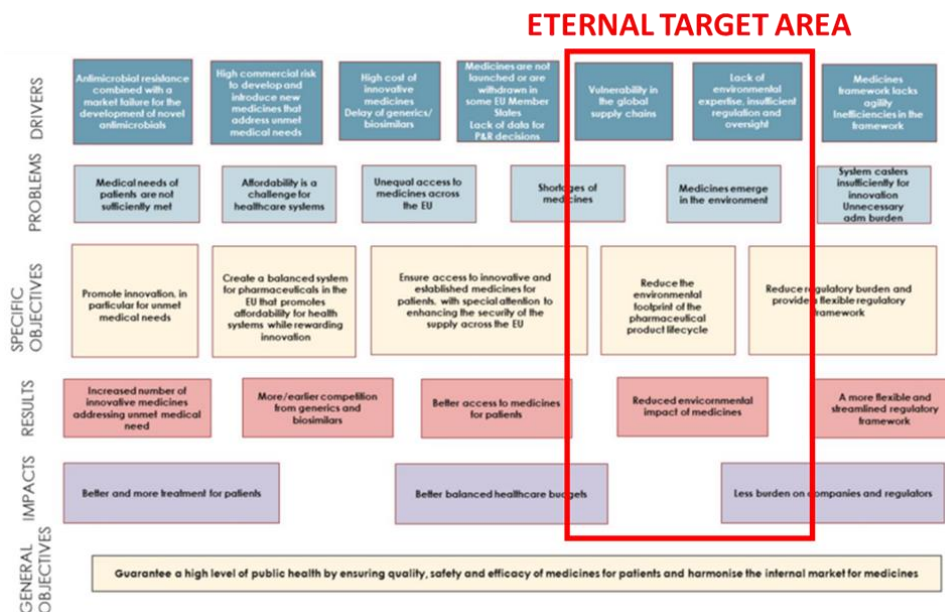 ETERNAL TARGET AREA
DRIVERS
Antimicrobial resistance
combined with a
market failure for the
development of novel
antimicrobials
High commercial risk
to develop and
introduce new
medicines that
address unmet
medical needs
High cost of
innovative
medicines
Delay of generics/
biosimilars
Medicines are not
launched or are
withdrawn in
some EU Member
States
Lack of data for
P&R decisions
Vulnerability in
the global
supply chains
Lack of
environmental
expertise, insufficient
regulation and
oversight
Medicines
framework lacks
agility
Inefficiencies in the
framework
PROBLEMS
Medical needs of
patients are not
sufficiently met
Affordability is a
challenge for
healthcare systems
Unequal access to
medicines across
the EU
Shortages of
medicines
Medicines emerge
in the environment
System casters
insufficiently for
innovation
Unnecessary
adm burden
SPECIFIC
OBJECTIVES
Promote innovation, in
particular for unmet
medical needs
Create a balanced system
for pharmaceuticals in the
EU that promotes
affordability for health
systems while rewarding
innovation
Ensure access to innovative and
established medicines for
patients, with special attention to
enhancing the security of the
supply across the EU
Reduce the
environmental
footprint of the
pharmaceutical
product lifecycle
Reduce regulatory burden and
provide a flexible regulatory
framework
RESULTS
Increased number of
innovative medicines
addressing unmet medical
need
More/earlier competition
from generics and
biosimilars
Better access to medicines
for patients
Reduced envicornmental
impact of medicines
A more flexible and
streamlined regulatory
framework
IMPACTS
Better and more treatment for patients
Better balanced healthcare budgets
Less burden on companies and regulators
GENERAL
OBJECTIVES
Guarantee a high level of public health by ensuring quality, safety and efficacy of medicines for patients and harmonise the internal market for medicines